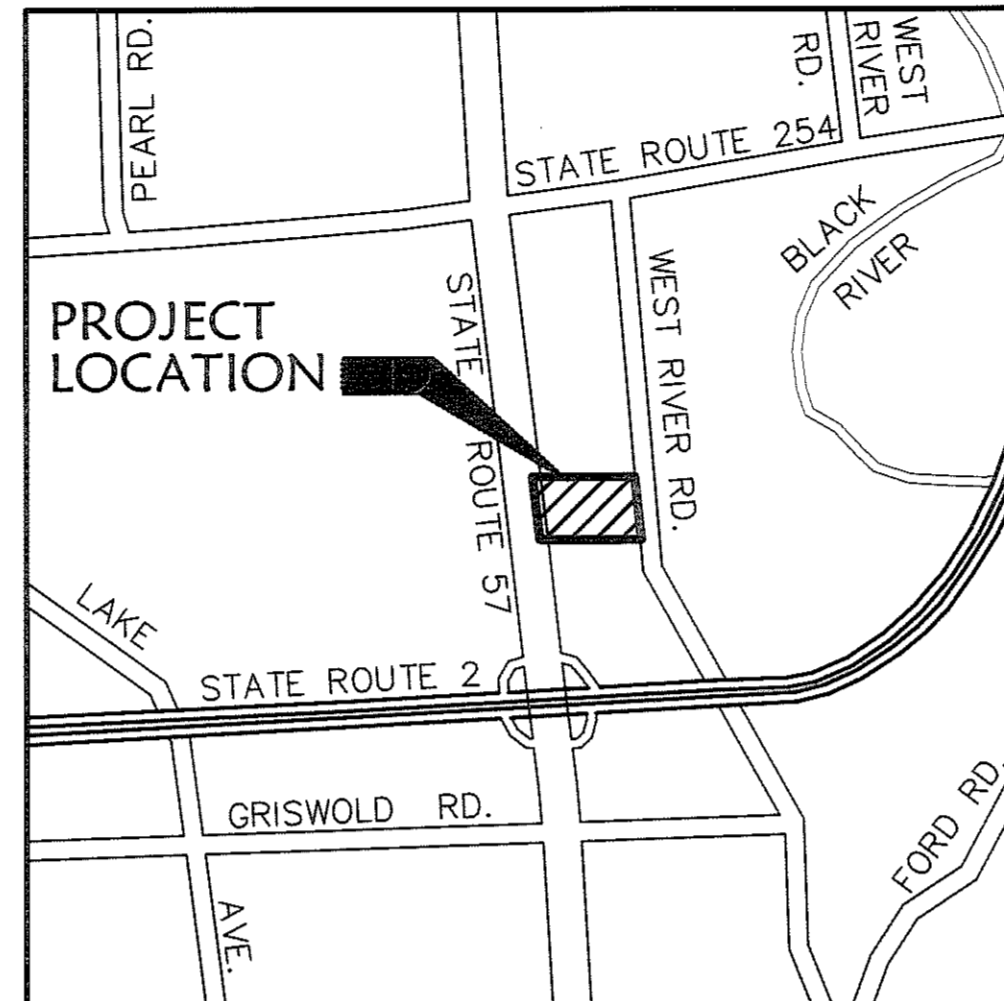 PEARL RD.
WEST
RIVER
RD.
STATE ROUTE 254
BLACK
RIVER
PROJECT
LOCATION
STATE ROUTE 57
WEST RIVER RD.
LAKE
AVE.
STATE ROUTE 2
GRISWOLD RD.
FORD RD.